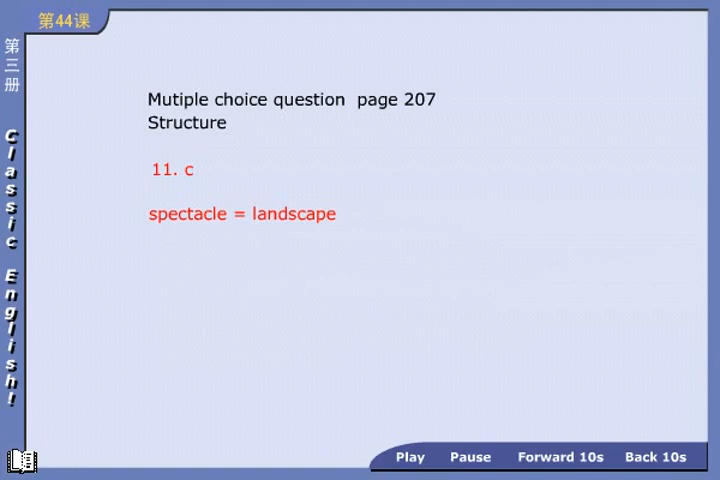 第44课
第三册
Classic English!
Mutiple choice question page 207
Structure
11. c
spectacle = landscape
Play Pause Forward 10s Back 10s